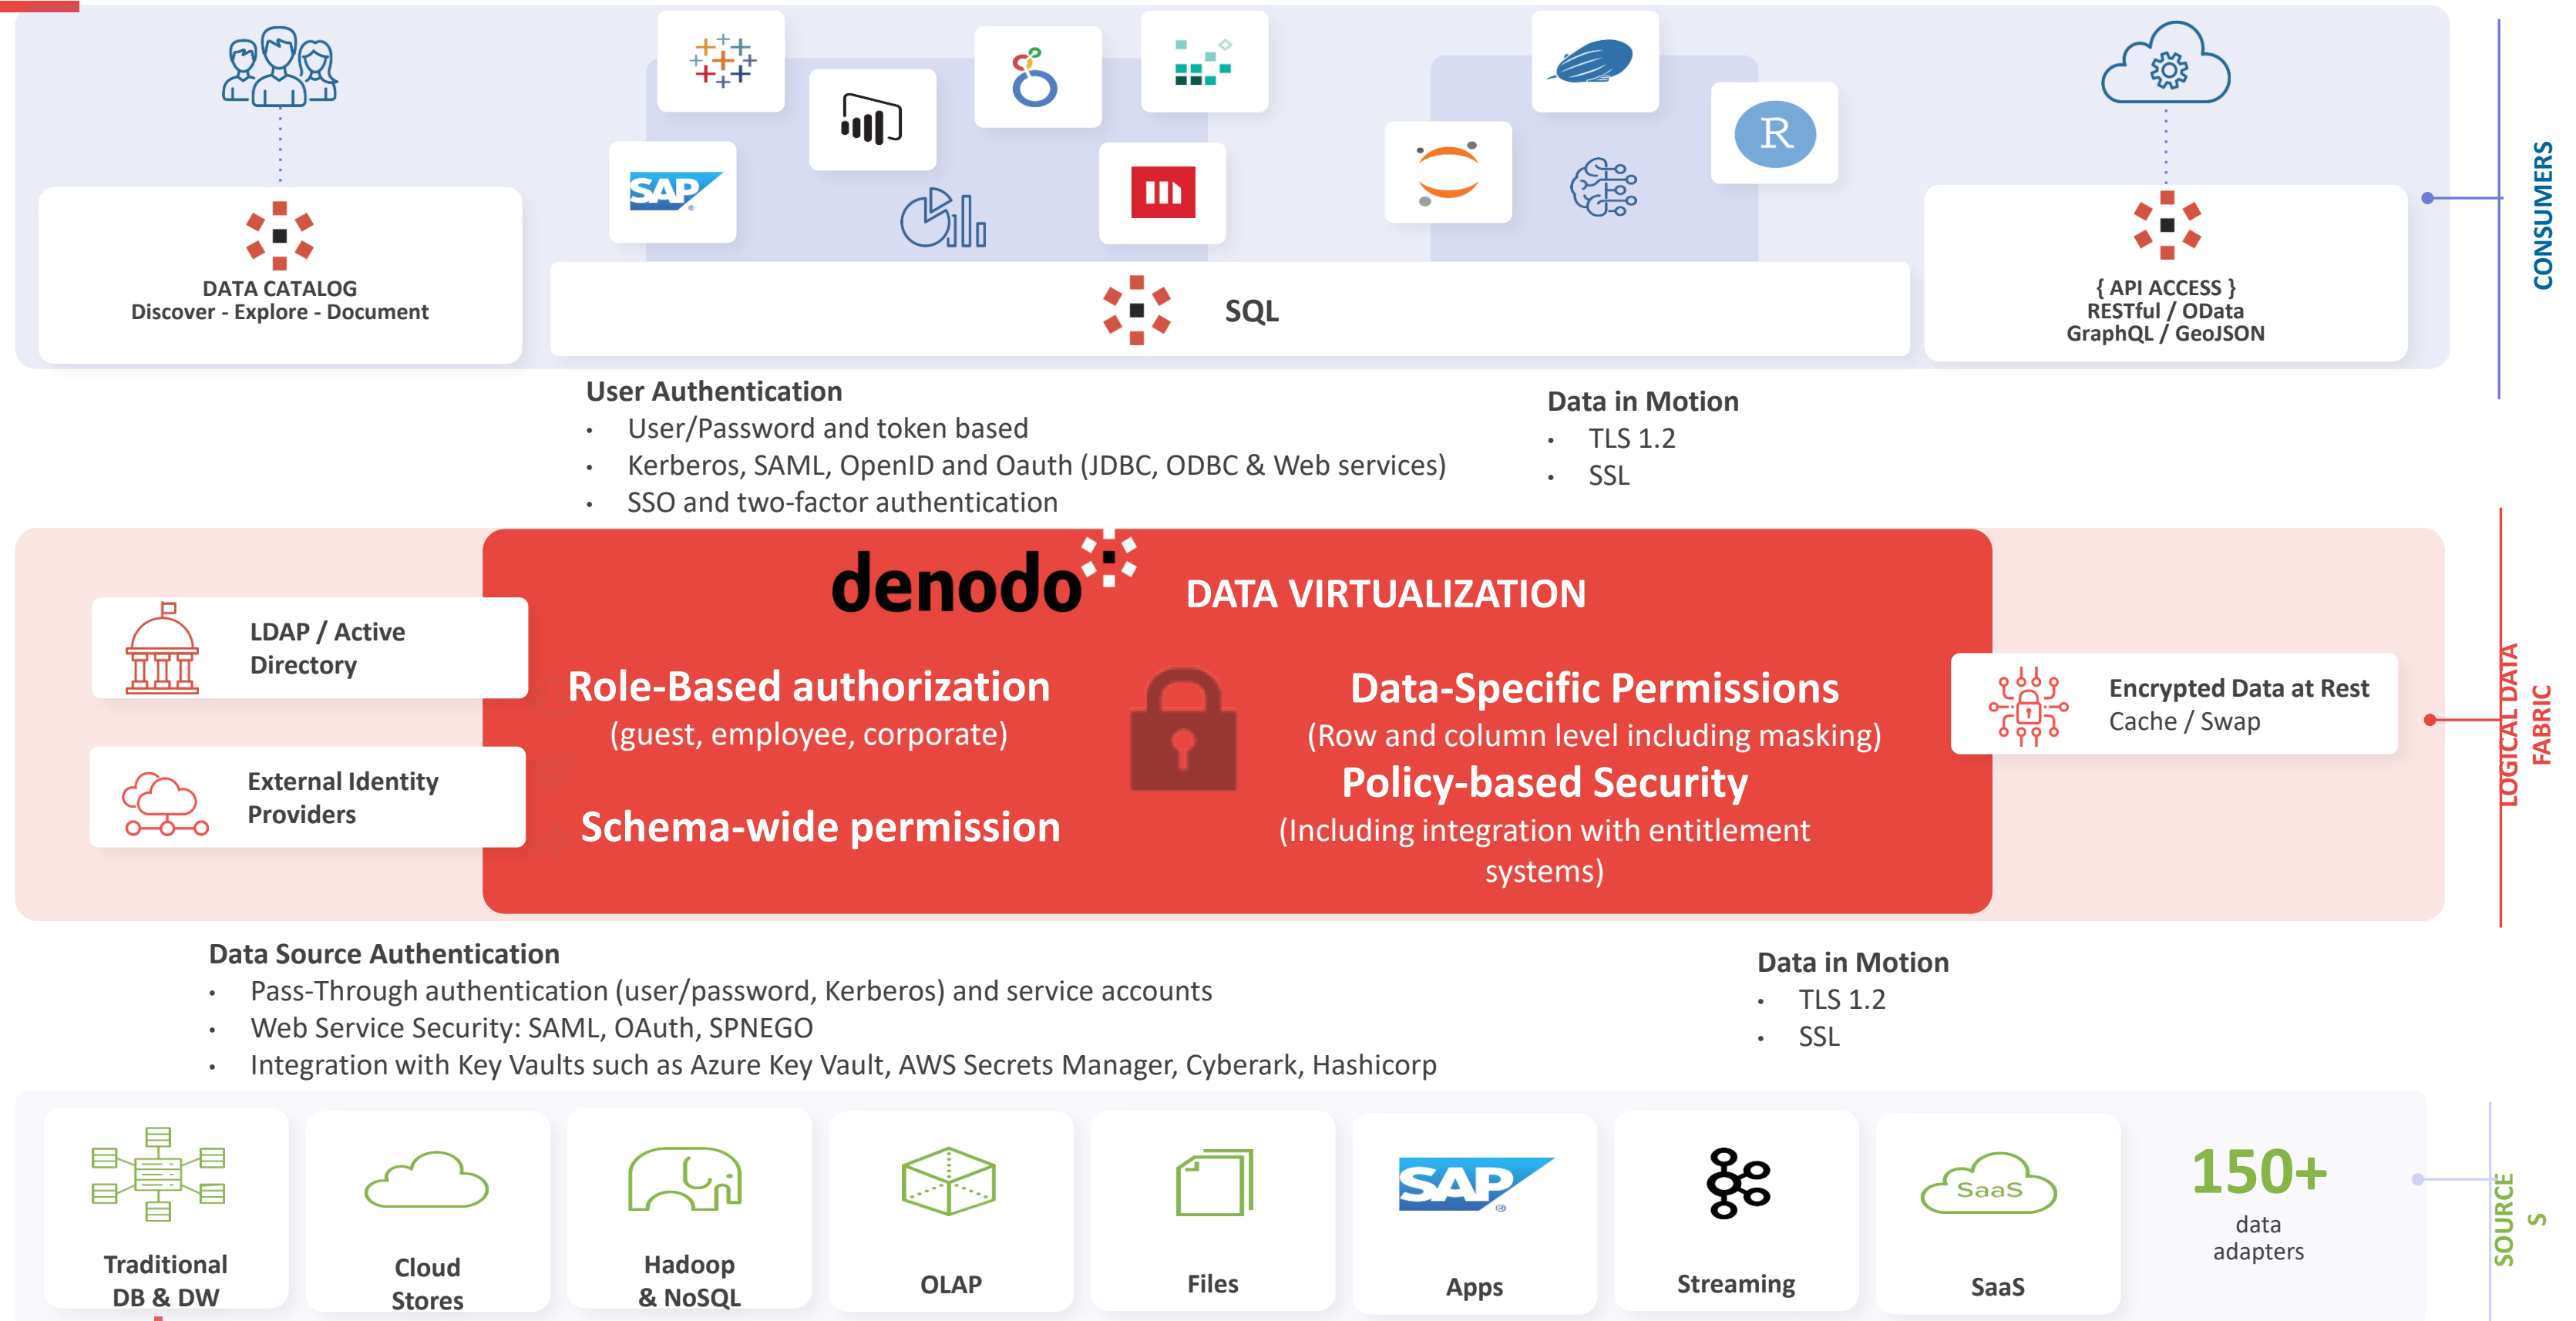 SAP
®
DATA CATALOG
Discover - Explore - Document
SQL
R
{ API ACCESS }
RESTful / OData
GraphQL / GeoJSON
CONSUMERS
User Authentication
• User/Password and token based
• Kerberos, SAML, OpenID and Oauth (JDBC, ODBC & Web services)
• SSO and two-factor authentication
Data in Motion
• TLS 1.2
• SSL
denodo
DATA VIRTUALIZATION
LDAP / Active
Directory
External Identity
Providers
Role-Based authorization
(guest, employee, corporate)
Schema-wide permission
Data-Specific Permissions
(Row and column level including masking)
Policy-based Security
(Including integration with entitlement
systems)
Encrypted Data at Rest
Cache / Swap
LOGICAL DATA
FABRIC
Data Source Authentication
• Pass-Through authentication (user/password, Kerberos) and service accounts
• Web Service Security: SAML, OAuth, SPNEGO
• Integration with Key Vaults such as Azure Key Vault, AWS Secrets Manager, Cyberark, Hashicorp
Data in Motion
• TLS 1.2
• SSL
Traditional
DB & DW
Cloud
Stores
Hadoop
& NoSQL
OLAP
Files
SAP
®
Apps
Streaming
SaaS
SaaS
150+
data
adapters
SOURCE
S